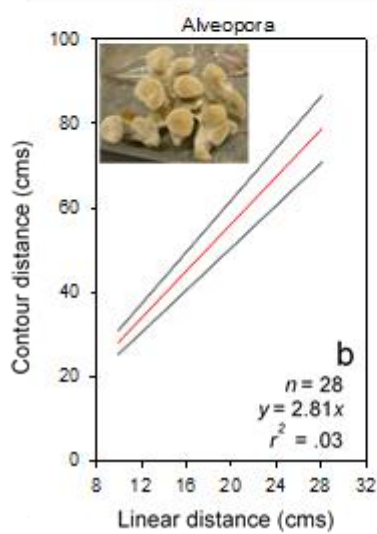 Alveopora
100
80
60
40
20
0
Contour distance (cms)
b
n = 28
y = 2.81x
r² = .03
8 12 16 20 24 28 32
Linear distance (cms)